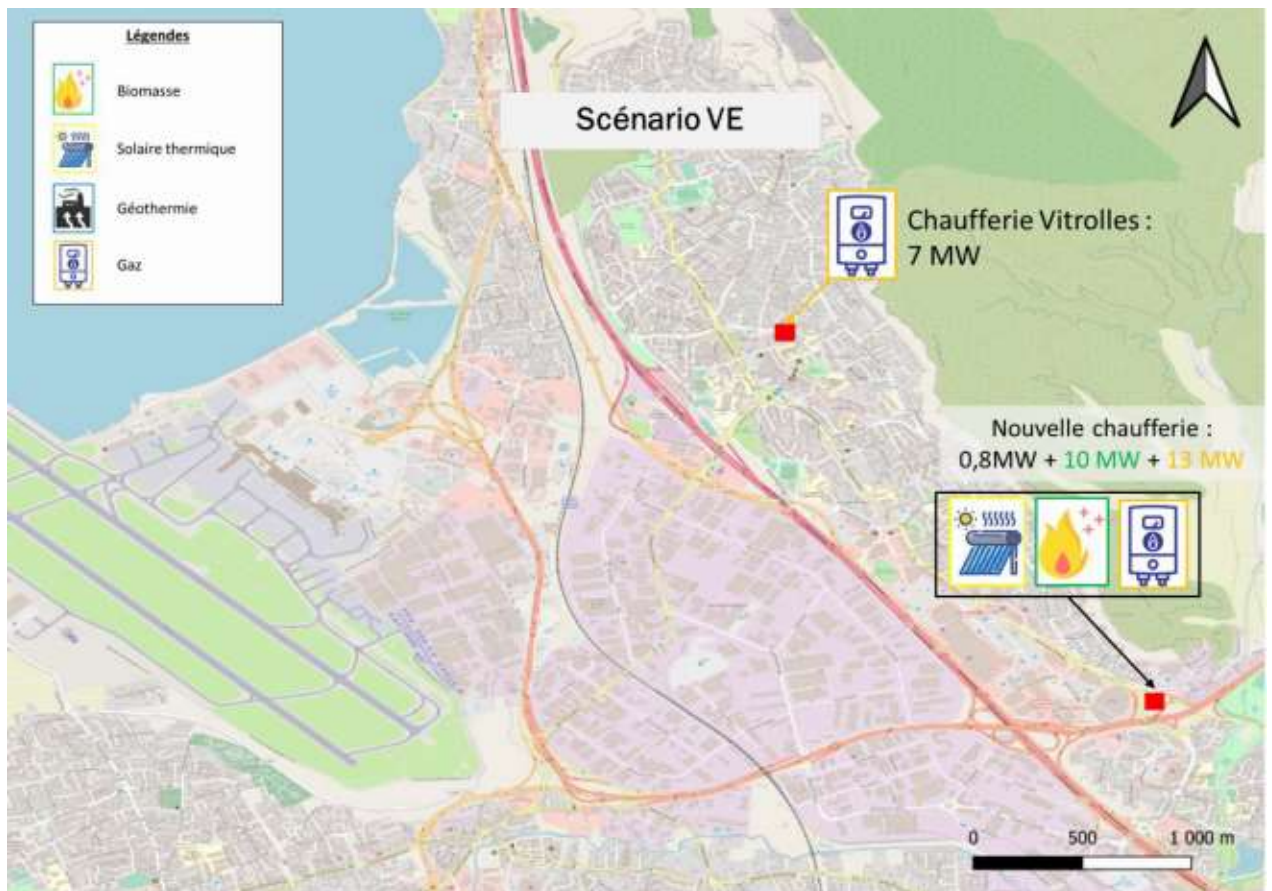 Légendes
Biomasse
Solaire thermique
Géothermie
Gaz
Scénario VE
Chaufferie Vitrolles :
7 MW
Nouvelle chaufferie :
0,8MW + 10 MW + 13 MW
0 500 1 000 m